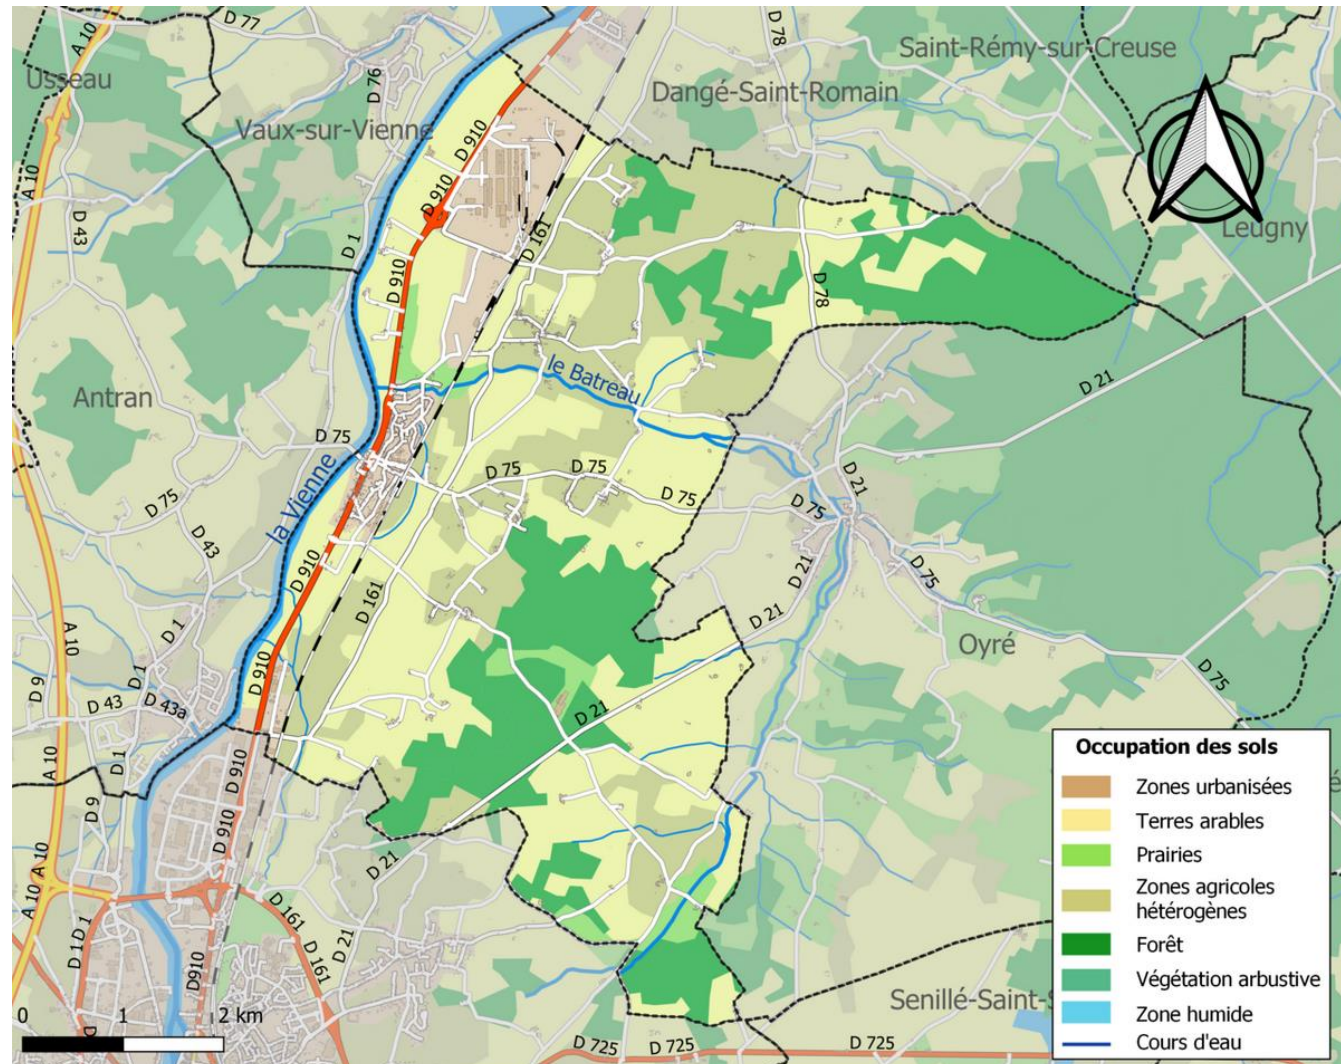 D 77
D 78
A 10
Saint-Rémy-sur-Creuse
Usseau
D 76
Dangé-Saint-Romain
Vaux-sur-Vienne
D 910
A 10
D 910
D 43
D 1
D 161
Leugny
D 910
D 78
le Batreau
D 21
Antran
D 75
D 75
D 75
D 75
D 21
D 75
D 75
la Vienne
D 43
D 21
D 75
D 910
D 161
D 1
A 10
D 21
Oyré
D 9
D 1
D 910
D 75
D 43
D 43a
D 21
D 1
A 10
D 910
D 9
D 910
A 10
A 10
D 21
D 161
D 1
D 1
D 161
D 21
D910
Senillé-Saint-S
D 725
D 725
D 725
0 1 2 km
Occupation des sols
Zones urbanisées
Terres arables
Prairies
Zones agricoles
hétérogènes
Forêt
Végétation arbustive
Zone humide
Cours d'eau